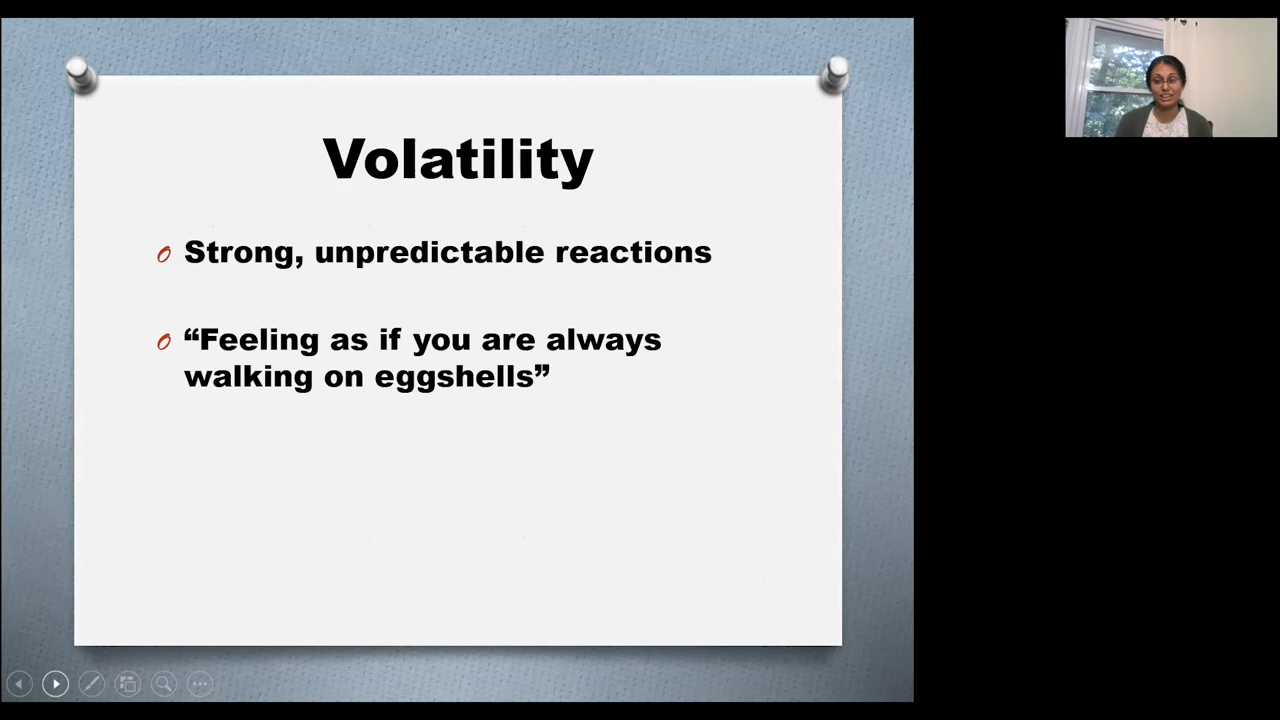 Volatility
Strong, unpredictable reactions
“Feeling as if you are always
walking on eggshells”